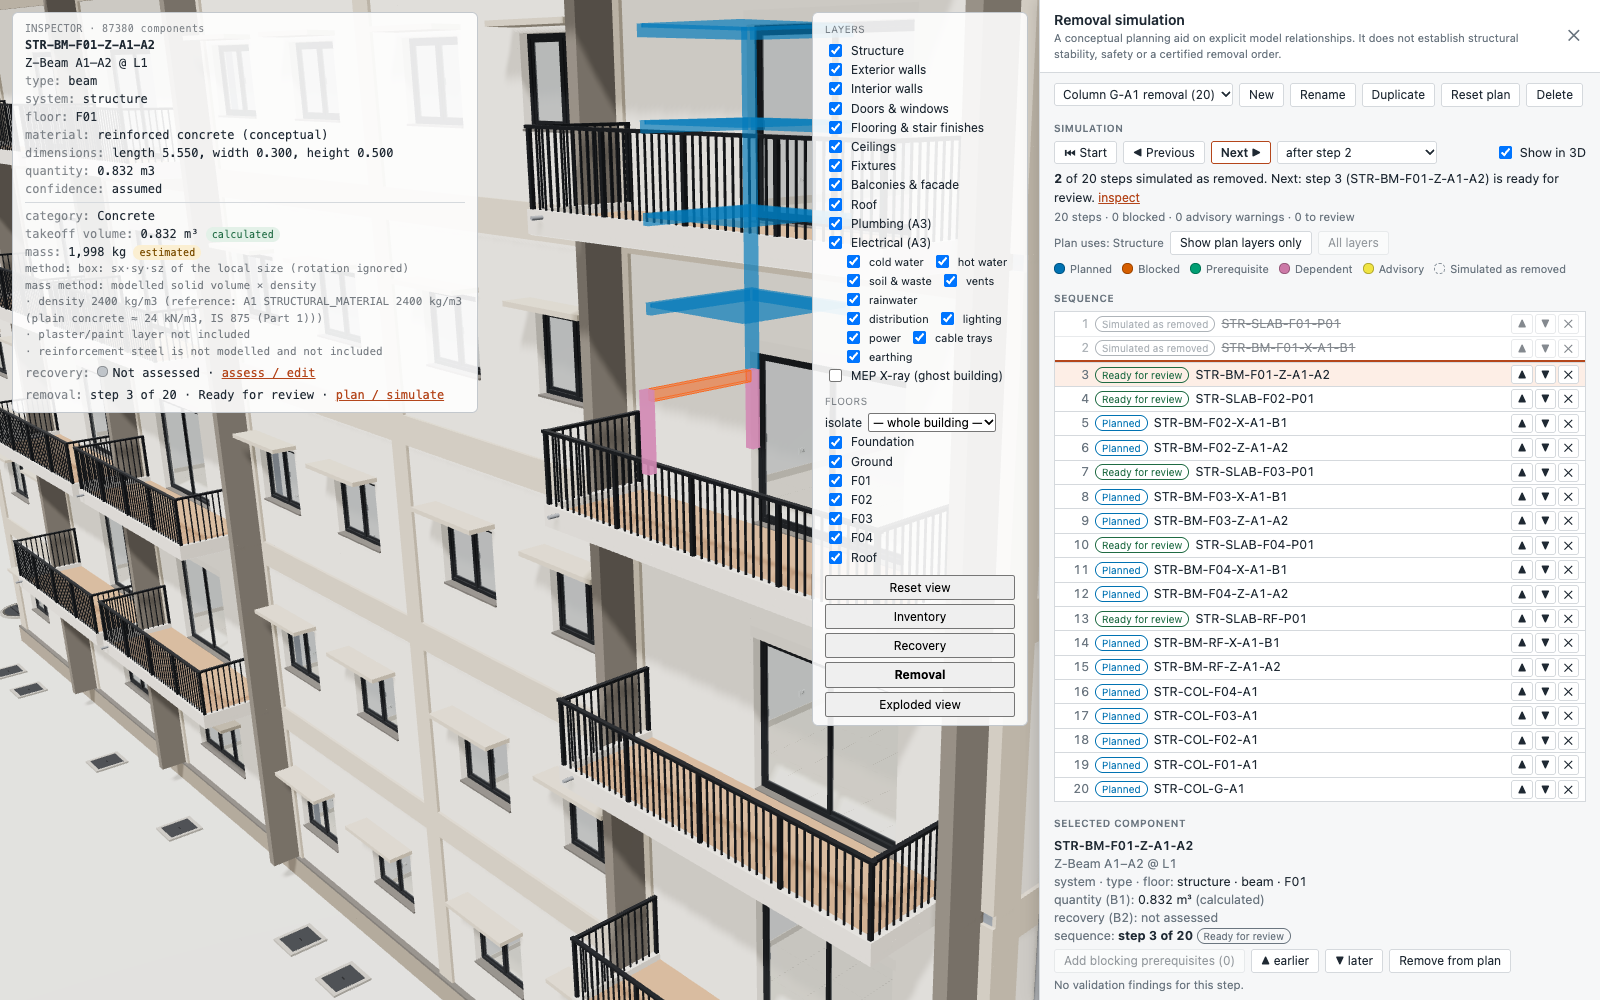 INSPECTOR · 87380 components
STR-BM-F01-Z-A1-A2
Z-Beam A1–A2 @ L1
type: beam
system: structure
floor: F01
material: reinforced concrete (conceptual)
dimensions: length 5.550, width 0.300, height 0.500
quantity: 0.832 m3
confidence: assumed
category: Concrete
takeoff volume: 0.832 m³ calculated
mass: 1,998 kg estimated
method: box: sx·sy·sz of the local size (rotation ignored)
mass method: modelled solid volume × density
· density 2400 kg/m3 (reference: A1 STRUCTURAL_MATERIAL 2400 kg/m3
(plain concrete ≈ 24 kN/m3, IS 875 (Part 1)))
· plaster/paint layer not included
· reinforcement steel is not modelled and not included
recovery: Not assessed · assess / edit
removal: step 3 of 20 · Ready for review · plan / simulate
LAYERS
Structure
Exterior walls
Interior walls
Doors & windows
Flooring & stair finishes
Ceilings
Fixtures
Balconies & facade
Roof
Plumbing (A3)
Electrical (A3)
cold water hot water
soil & waste vents
rainwater
distribution lighting
power cable trays
earthing
MEP X-ray (ghost building)
FLOORS
isolate — whole building —
Foundation
Ground
F01
F02
F03
F04
Roof
Reset view
Inventory
Recovery
Removal
Exploded view
Removal simulation
A conceptual planning aid on explicit model relationships. It does not establish structural
stability, safety or a certified removal order.
Column G-A1 removal (20) New Rename Duplicate Reset plan Delete
SIMULATION
⏮ Start ◀ Previous Next ▶ after step 2 Show in 3D
2 of 20 steps simulated as removed. Next: step 3 (STR-BM-F01-Z-A1-A2) is ready for
review. inspect
20 steps · 0 blocked · 0 advisory warnings · 0 to review
Plan uses: Structure Show plan layers only All layers
Planned Blocked Prerequisite Dependent Advisory Simulated as removed
SEQUENCE
1 Simulated as removed STR-SLAB-F01-P01 ▲ ▼ ✕
2 Simulated as removed STR-BM-F01-X-A1-B1 ▲ ▼ ✕
3 Ready for review STR-BM-F01-Z-A1-A2 ▲ ▼ ✕
4 Ready for review STR-SLAB-F02-P01 ▲ ▼ ✕
5 Planned STR-BM-F02-X-A1-B1 ▲ ▼ ✕
6 Planned STR-BM-F02-Z-A1-A2 ▲ ▼ ✕
7 Ready for review STR-SLAB-F03-P01 ▲ ▼ ✕
8 Planned STR-BM-F03-X-A1-B1 ▲ ▼ ✕
9 Planned STR-BM-F03-Z-A1-A2 ▲ ▼ ✕
10 Ready for review STR-SLAB-F04-P01 ▲ ▼ ✕
11 Planned STR-BM-F04-X-A1-B1 ▲ ▼ ✕
12 Planned STR-BM-F04-Z-A1-A2 ▲ ▼ ✕
13 Ready for review STR-SLAB-RF-P01 ▲ ▼ ✕
14 Planned STR-BM-RF-X-A1-B1 ▲ ▼ ✕
15 Planned STR-BM-RF-Z-A1-A2 ▲ ▼ ✕
16 Planned STR-COL-F04-A1 ▲ ▼ ✕
17 Planned STR-COL-F03-A1 ▲ ▼ ✕
18 Planned STR-COL-F02-A1 ▲ ▼ ✕
19 Planned STR-COL-F01-A1 ▲ ▼ ✕
20 Planned STR-COL-G-A1 ▲ ▼ ✕
SELECTED COMPONENT
STR-BM-F01-Z-A1-A2
Z-Beam A1–A2 @ L1
system · type · floor: structure · beam · F01
quantity (B1): 0.832 m³ (calculated)
recovery (B2): not assessed
sequence: step 3 of 20 Ready for review
Add blocking prerequisites (0) ▲ earlier ▼ later Remove from plan
No validation findings for this step.